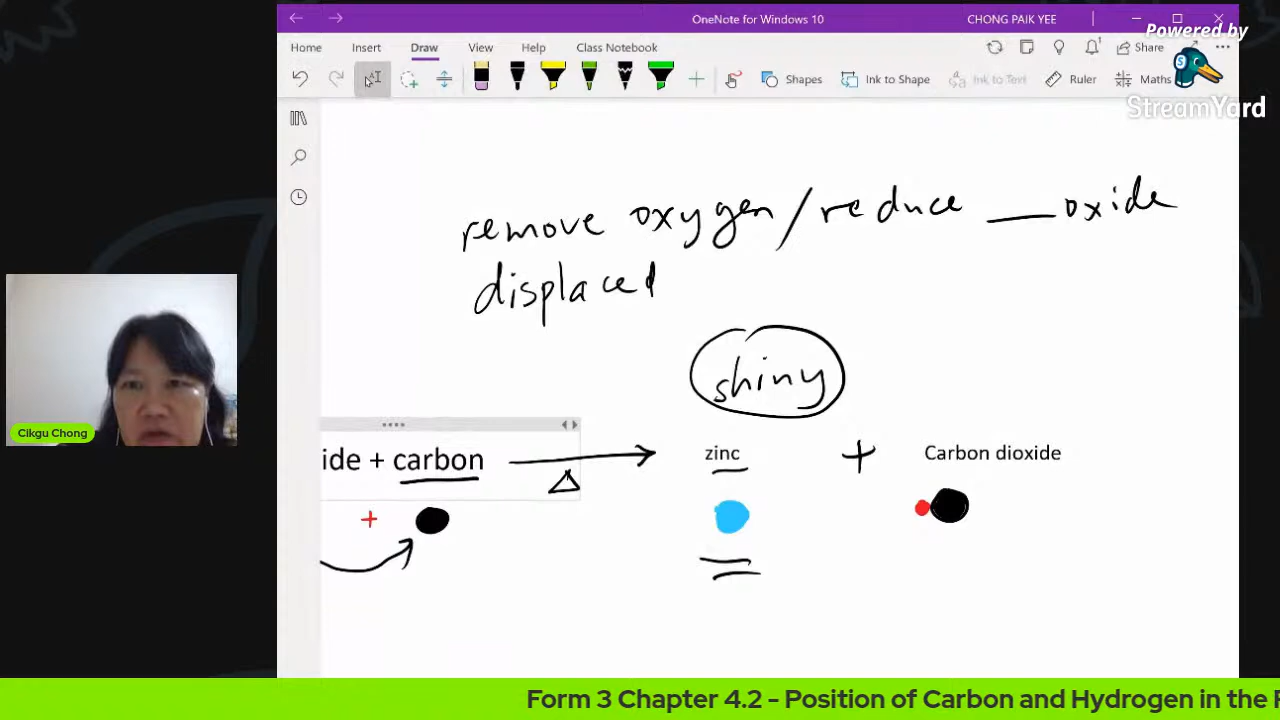 OneNote for Windows 10
CHONG PAIK YEE
Powered by
StreamYard
Home Insert Draw View Help Class Notebook Share
Shapes Ink to Shape Ink to Text Ruler Maths
remove oxygen/reduce __ oxide
displaced
shiny
ide + carbon → zinc + Carbon dioxide
Δ
+
Cikgu Chong
Form 3 Chapter 4.2 - Position of Carbon and Hydrogen in the